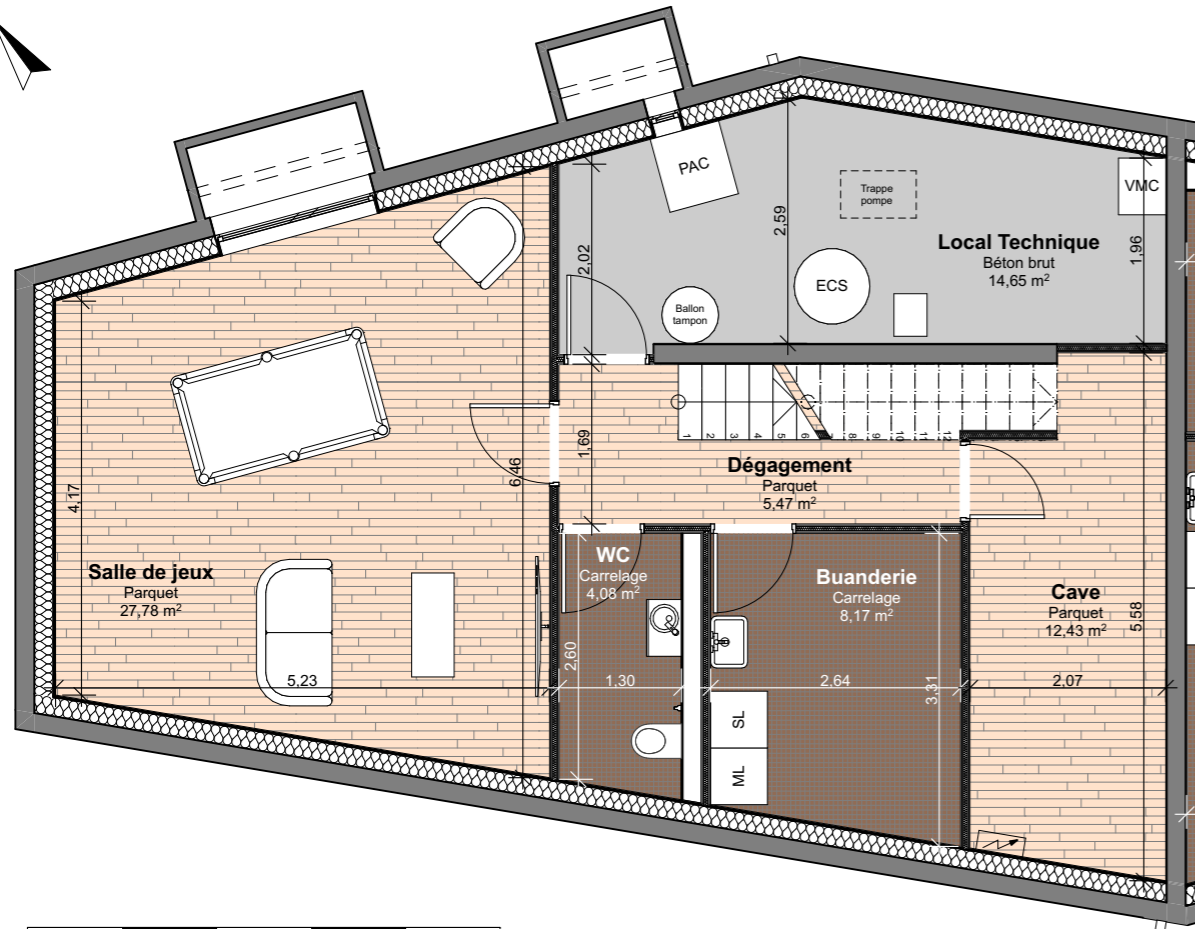 PAC
Trappe
pompe
VMC
2,02
2,59
Local Technique
Béton brut
14,65 m²
1,96
ECS
Ballon
tampon
1
2
3
4
5
6
8
9
10
11
12
1,69
Dégagement
Parquet
5,47 m²
6,46
4,17
Salle de jeux
Parquet
27,78 m²
5,23
WC
Carrelage
4,08 m²
2,60
1,30
Buanderie
Carrelage
8,17 m²
2,64
3,31
SL
ML
Cave
Parquet
12,43 m²
5,58
2,07